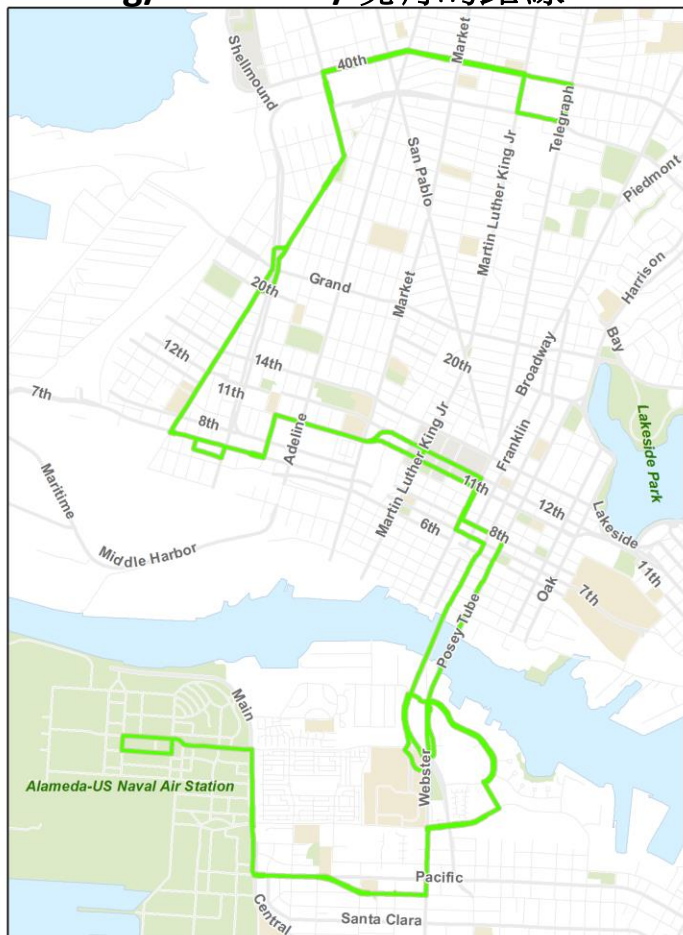 40th
Market
Shellmound
Telegraph
San Pablo
Martin Luther King Jr
Piedmont
Harrison
Grand
20th
Market
Bay
12th
14th
20th
Broadway
7th
11th
8th
Adeline
Martin Luther King Jr
Franklin
Lakeside Park
Maritime
11th
12th
Lakeside
6th
8th
11th
Middle Harbor
Oak
7th
Posey Tube
Main
Webster
Alameda-US Naval Air Station
Pacific
Central
Santa Clara